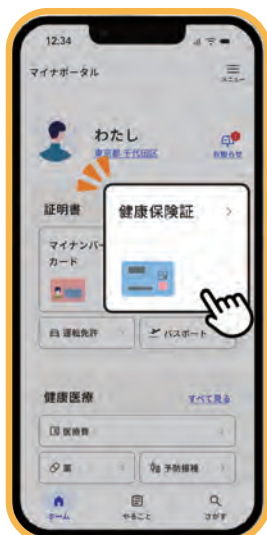 12:34
マイナポータル
メニュー
わたし
東京都 千代田区
お知らせ
証明書
健康保険証
マイナンバー
カード
運転免許
パスポート
健康医療
すべて見る
医療費
薬
予防接種
ホーム
やること
さがす